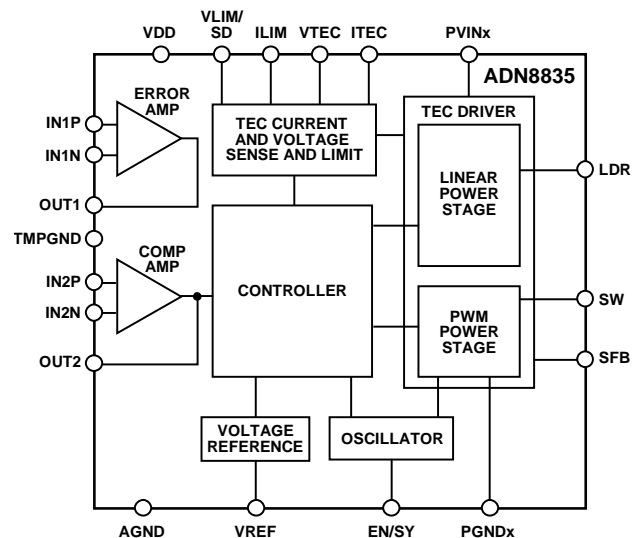 VLIM/
SD
VDD
ILIM
VTEC
ITEC
PVINx
ADN8835
ERROR
AMP
IN1P
IN1N
OUT1
TMPGND
TEC CURRENT
AND VOLTAGE
SENSE AND LIMIT
TEC DRIVER
LINEAR
POWER
STAGE
LDR
COMP
AMP
IN2P
IN2N
OUT2
CONTROLLER
PWM
POWER
STAGE
SW
SFB
VOLTAGE
REFERENCE
OSCILLATOR
AGND
VREF
EN/SY
PGNDx